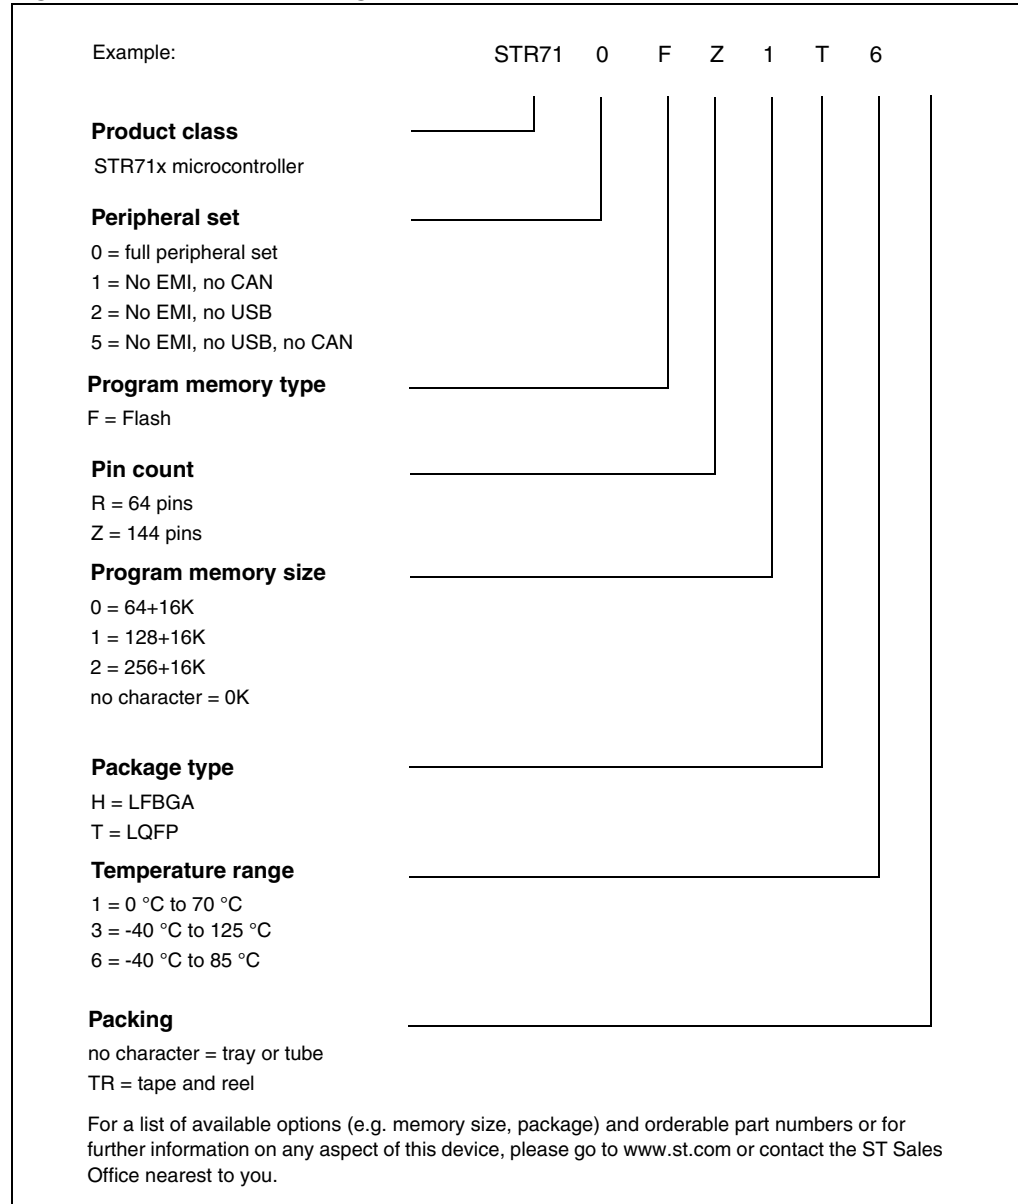 Example: STR71 0 F Z 1 T 6
Product class
STR71x microcontroller
Peripheral set
0 = full peripheral set
1 = No EMI, no CAN
2 = No EMI, no USB
5 = No EMI, no USB, no CAN
Program memory type
F = Flash
Pin count
R = 64 pins
Z = 144 pins
Program memory size
0 = 64+16K
1 = 128+16K
2 = 256+16K
no character = 0K
Package type
H = LFBGA
T = LQFP
Temperature range
1 = 0 °C to 70 °C
3 = -40 °C to 125 °C
6 = -40 °C to 85 °C
Packing
no character = tray or tube
TR = tape and reel
For a list of available options (e.g. memory size, package) and orderable part numbers or for
further information on any aspect of this device, please go to www.st.com or contact the ST Sales
Office nearest to you.